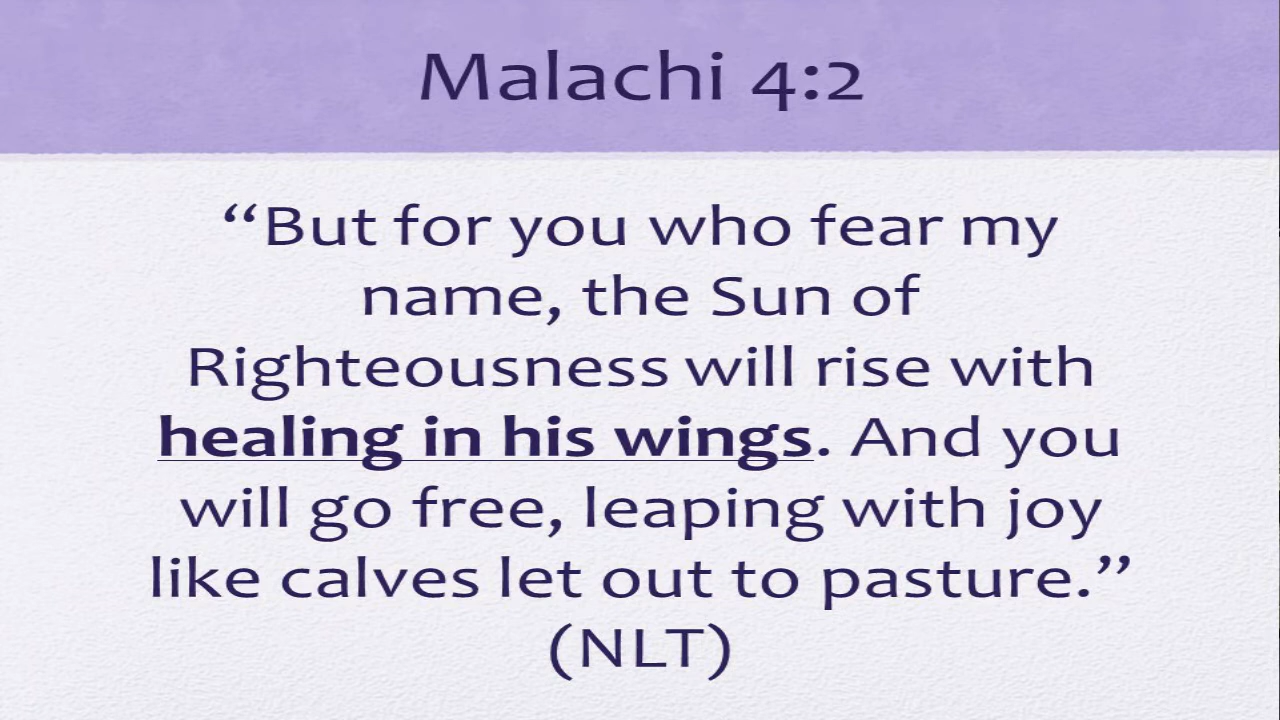 Malachi 4:2
“But for you who fear my
name, the Sun of
Righteousness will rise with
healing in his wings. And you
will go free, leaping with joy
like calves let out to pasture.”
(NLT)